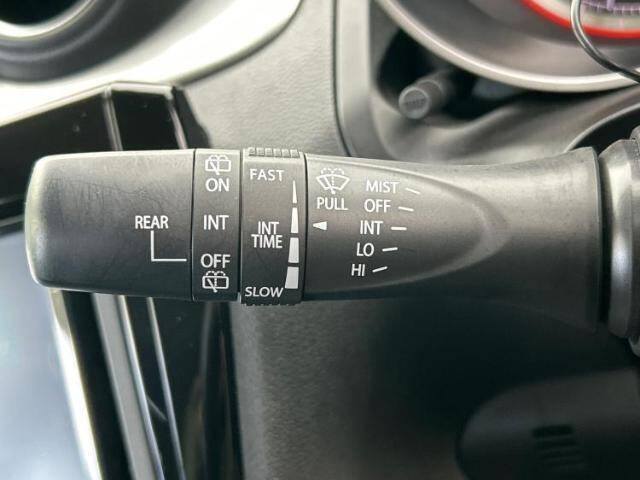 REAR
ON
INT
OFF
FAST
INT
TIME
SLOW
PULL
MIST
OFF
INT
LO
HI